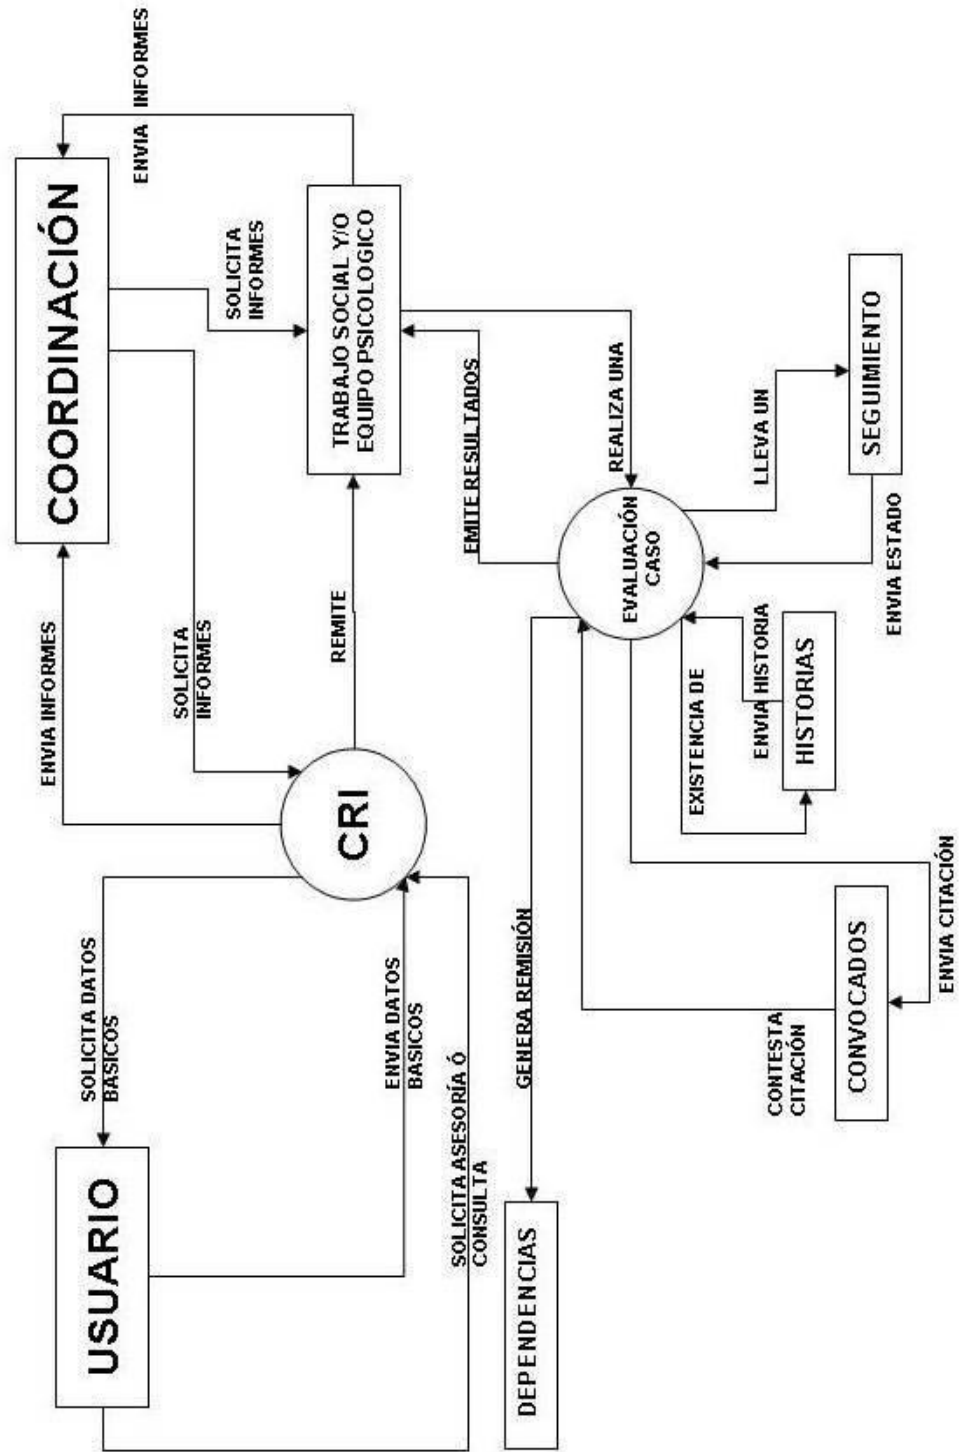 USUARIO
SOLICITA DATOS
BASICOS
ENVIA DATOS
BASICOS
SOLICITA ASESORÍA Ó
CONSULTA
CRI
ENVIA INFORMES
SOLICITA
INFORMES
REMITE
COORDINACIÓN
SOLICITA
INFORMES
ENVIA INFORMES
TRABAJO SOCIAL Y/O
EQUIPO PSICOLOGICO
EMITE RESULTADOS
REALIZA UNA
DEPENDENCIAS
GENERA REMISIÓN
EVALUACIÓN
CASO
CONTESTA
CITACIÓN
CONVOCADOS
ENVIA CITACIÓN
EXISTENCIA DE
ENVIA HISTORIA
HISTORIAS
LLEVA UN
SEGUIMIENTO
ENVIA ESTADO